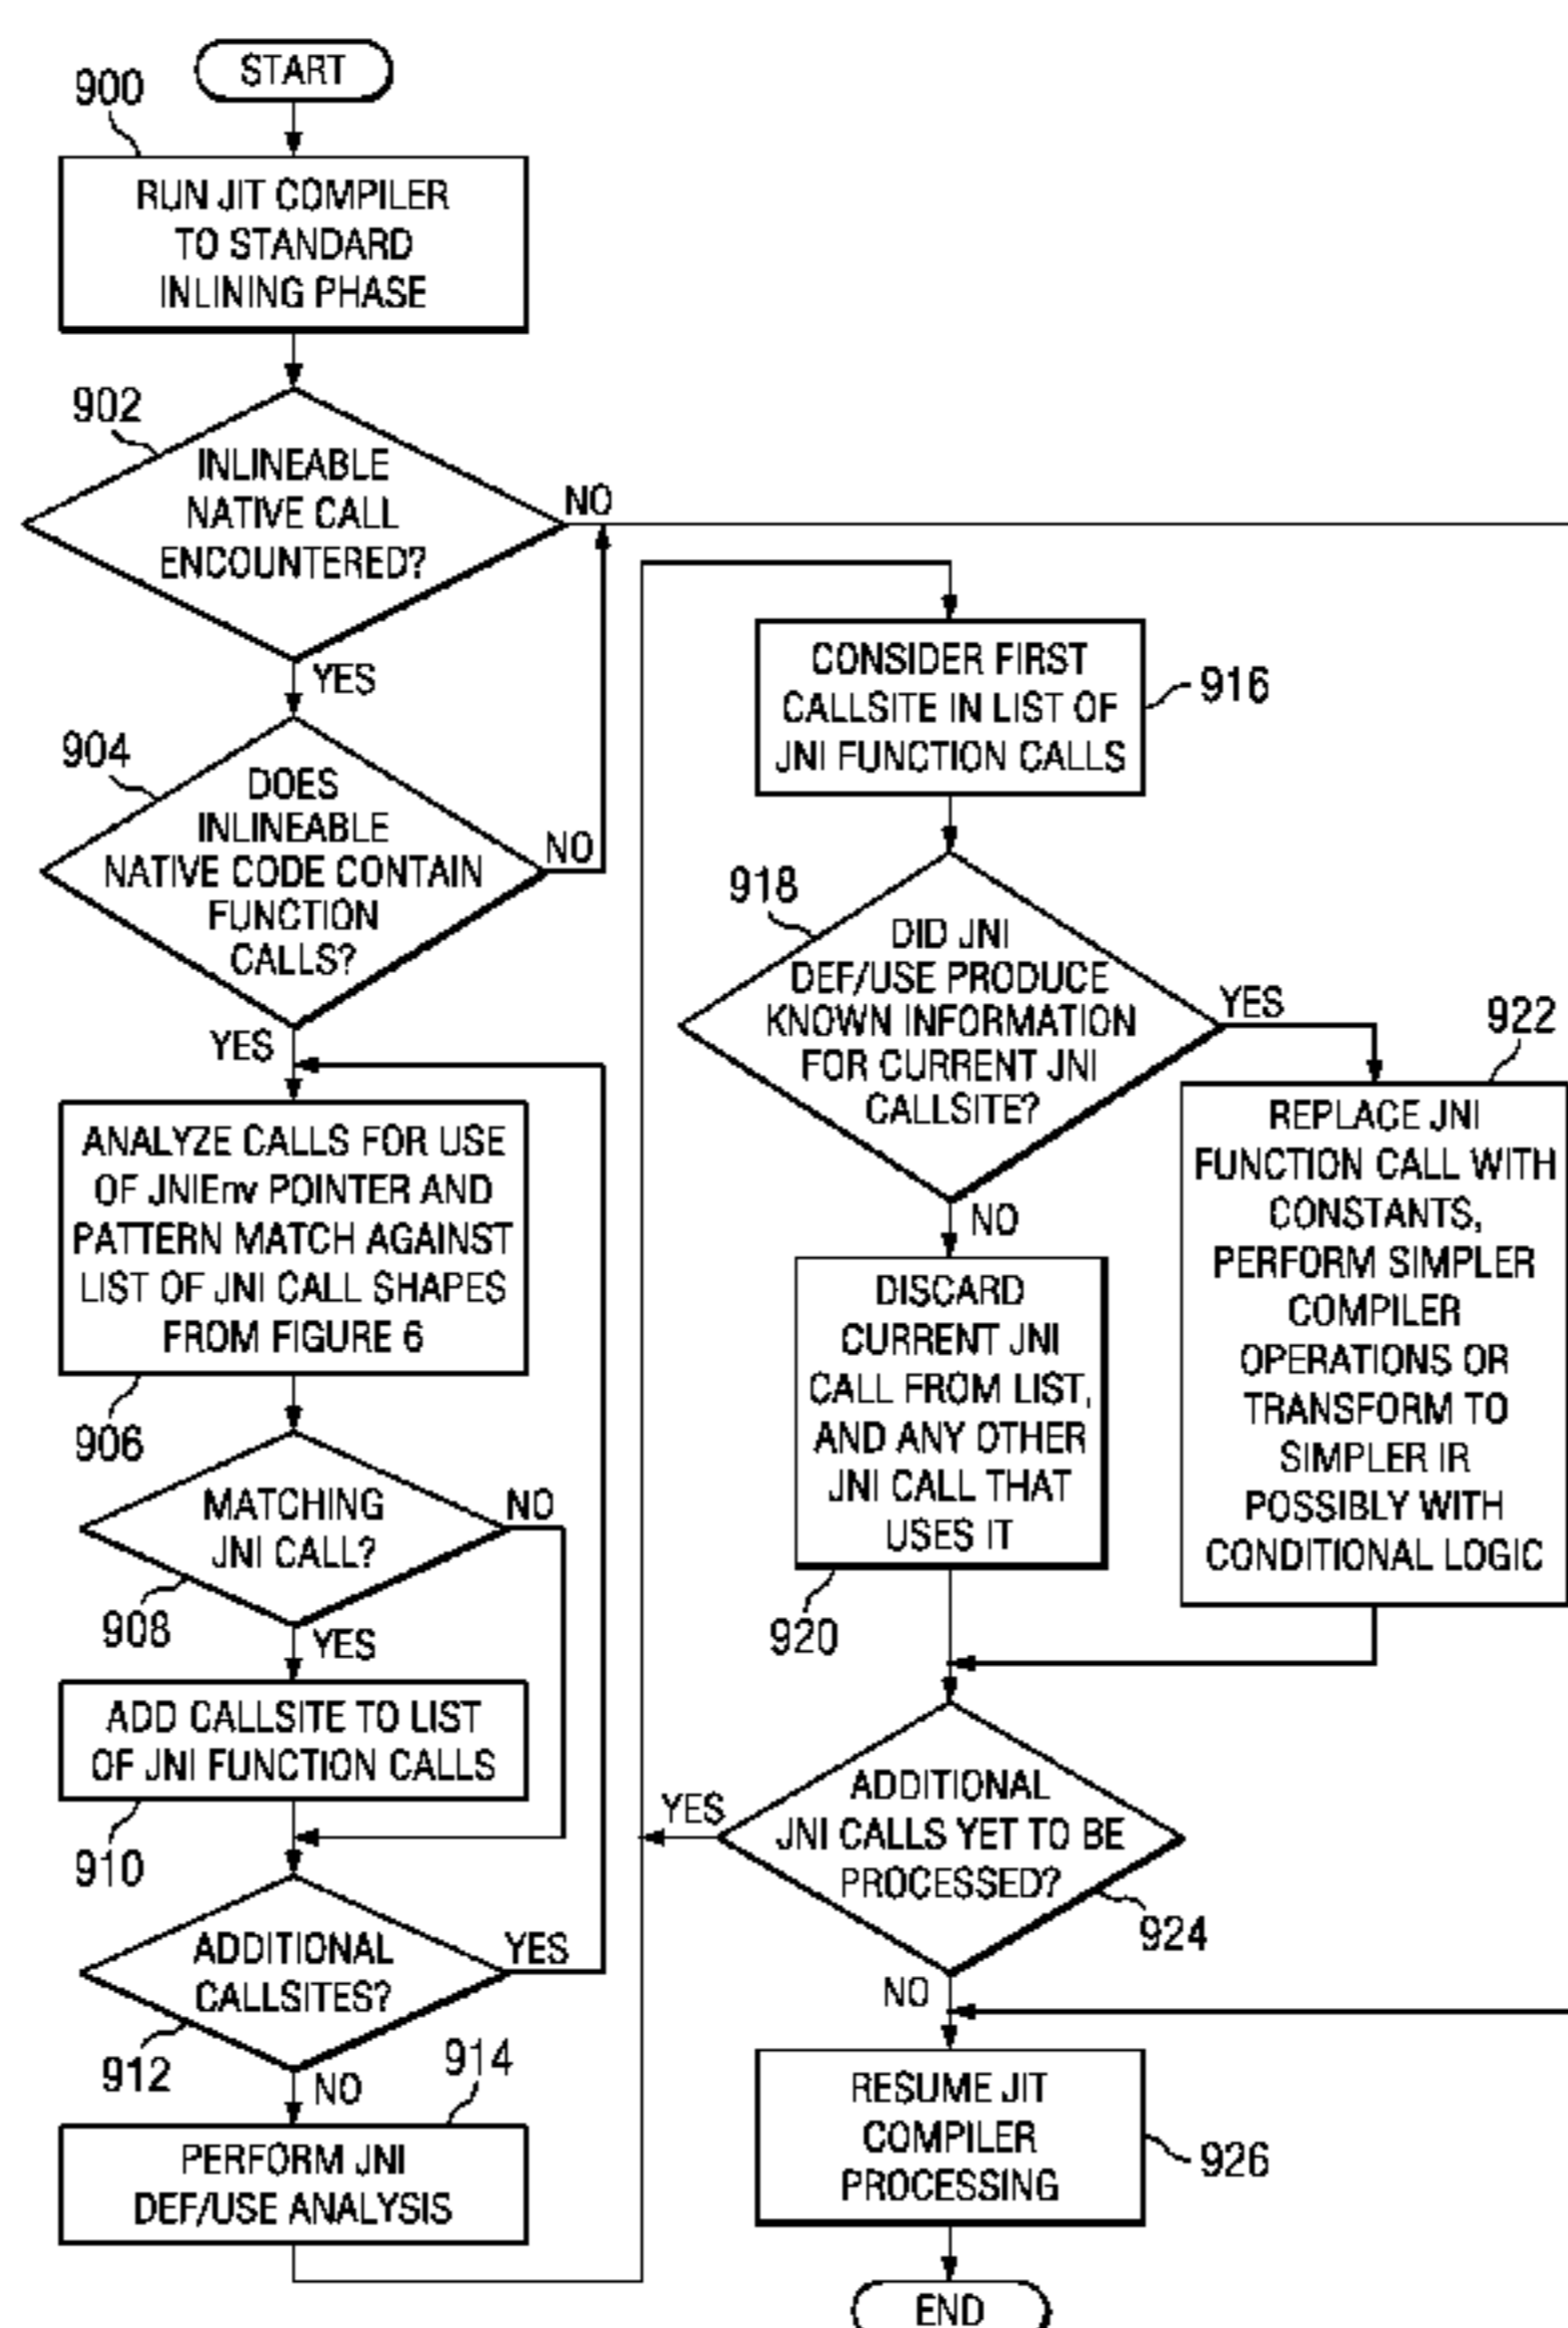 START
900
RUN JIT COMPILER
TO STANDARD
INLINING PHASE
902
INLINEABLE
NATIVE CALL
ENCOUNTERED?
NO
YES
904
DOES
INLINEABLE
NATIVE CODE CONTAIN
FUNCTION
CALLS?
NO
YES
ANALYZE CALLS FOR USE
OF JNIEnv POINTER AND
PATTERN MATCH AGAINST
LIST OF JNI CALL SHAPES
FROM FIGURE 6
906
MATCHING
JNI CALL?
NO
908
YES
ADD CALLSITE TO LIST
OF JNI FUNCTION CALLS
910
ADDITIONAL
CALLSITES?
YES
912
NO
914
PERFORM JNI
DEF/USE ANALYSIS
CONSIDER FIRST
CALLSITE IN LIST OF
JNI FUNCTION CALLS
916
918
DID JNI
DEF/USE PRODUCE
KNOWN INFORMATION
FOR CURRENT JNI
CALLSITE?
YES
NO
922
REPLACE JNI
FUNCTION CALL WITH
CONSTANTS,
PERFORM SIMPLER
COMPILER
OPERATIONS OR
TRANSFORM TO
SIMPLER IR
POSSIBLY WITH
CONDITIONAL LOGIC
DISCARD
CURRENT JNI
CALL FROM LIST,
AND ANY OTHER
JNI CALL THAT
USES IT
920
ADDITIONAL
JNI CALLS YET TO BE
PROCESSED?
YES
924
NO
RESUME JIT
COMPILER
PROCESSING
926
END